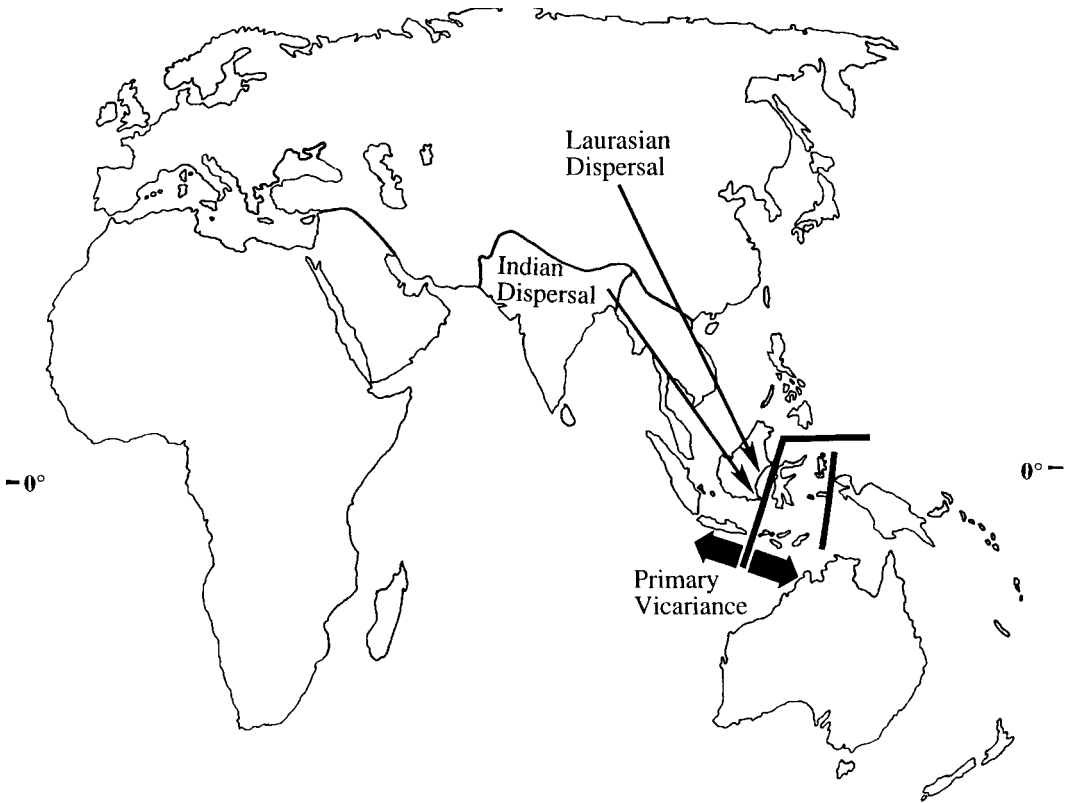 Laurasian
Dispersal
Indian
Dispersal
0°
0°
Primary
Vicariance